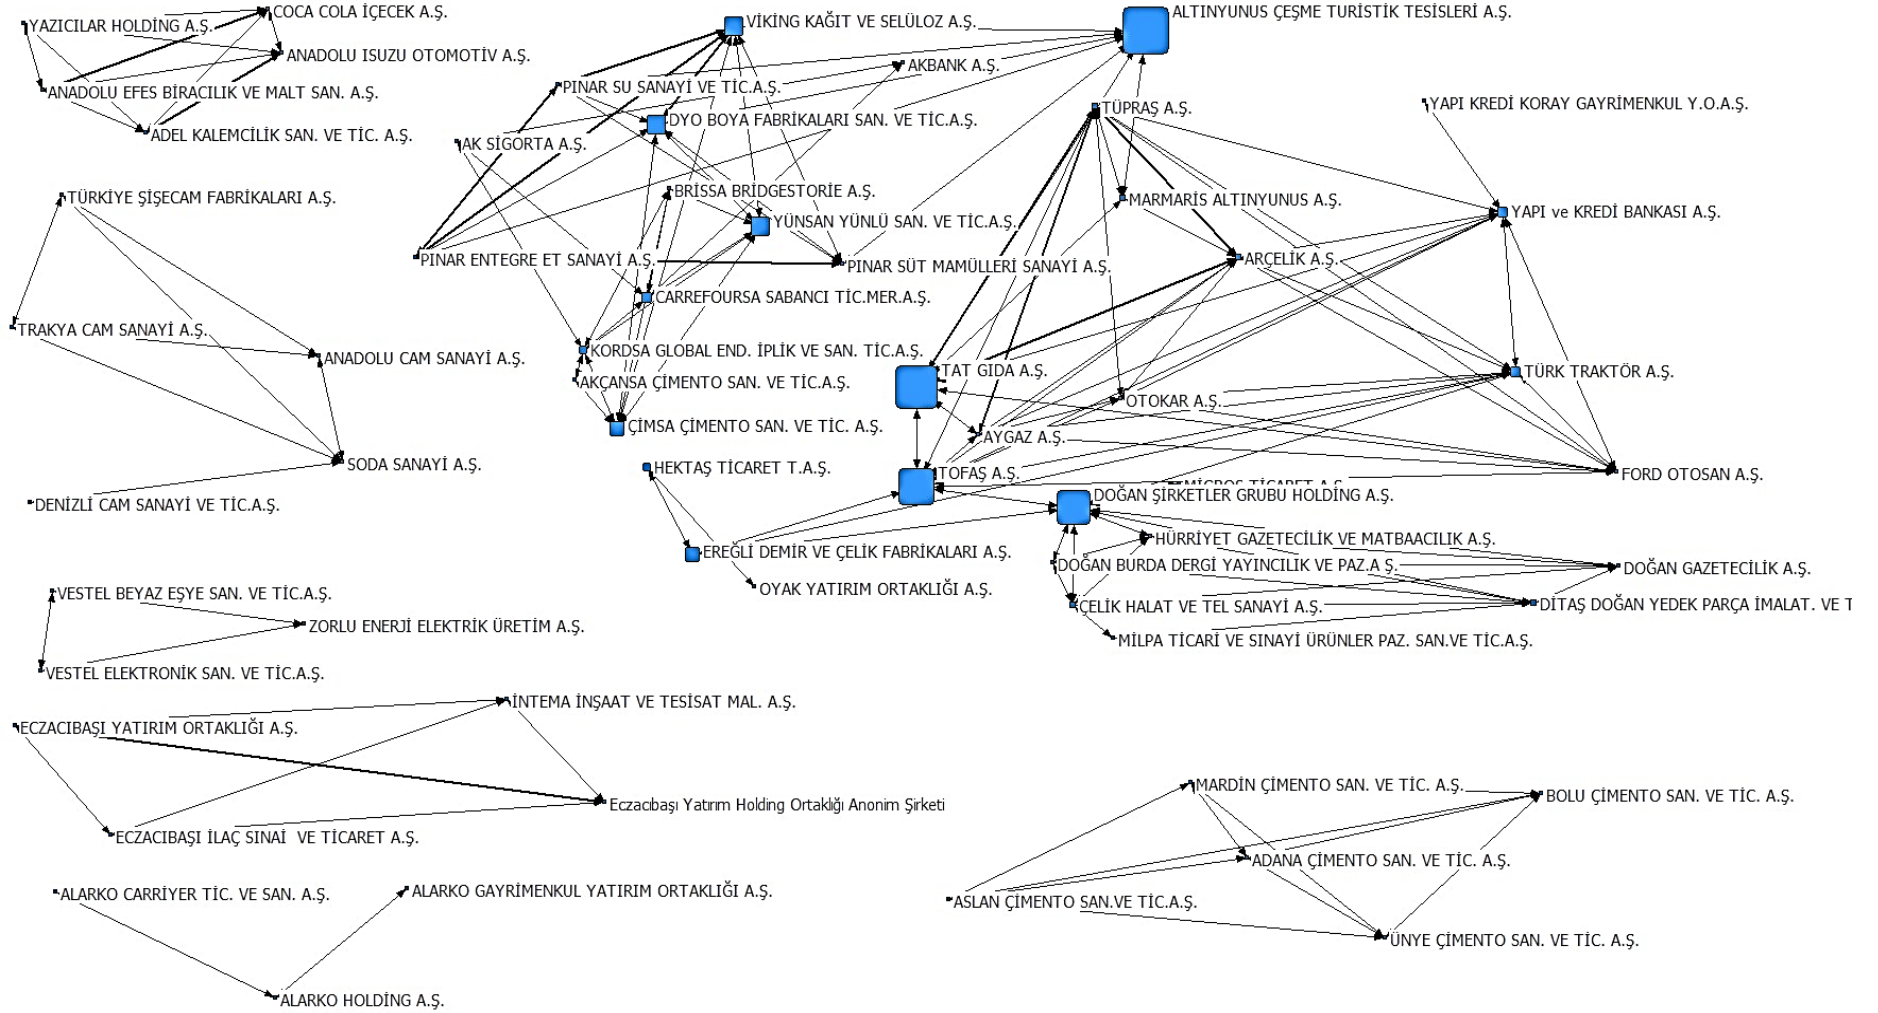 COCA COLA İÇECEK A.Ş.
YAZICILAR HOLDİNG A.Ş.
ANADOLU ISUZU OTOMOTİV A.Ş.
ANADOLU EFES BİRACILIK VE MALT SAN. A.Ş.
ADEL KALEMCİLİK SAN. VE TİC. A.Ş.
VİKİNG KAĞIT VE SELÜLOZ A.Ş.
ALTINYUNUS ÇEŞME TURİSTİK TESİSLERİ A.Ş.
AKBANK A.Ş.
PINAR SU SANAYİ VE TİC.A.Ş.
DYO BOYA FABRİKALARI SAN. VE TİC.A.Ş.
AK SİGORTA A.Ş.
TÜPRAŞ A.Ş.
YAPI KREDİ KORAY GAYRİMENKUL Y.O.A.Ş.
BRİSSA BRİDGESTORİE A.Ş.
MARMARİS ALTINYUNUS A.Ş.
YAPI ve KREDİ BANKASI A.Ş.
YÜNSAN YÜNLÜ SAN. VE TİC.A.Ş.
PINAR ENTEGRE ET SANAYİ A.Ş.
PINAR SÜT MAMÜLLERİ SANAYİ A.Ş.
ARÇELİK A.Ş.
CARREFOURSA SABANCI TİC.MER.A.Ş.
KORDSA GLOBAL END. İPLİK VE SAN. TİC.A.Ş.
AKÇANSA ÇİMENTO SAN. VE TİC.A.Ş.
ÇİMSA ÇİMENTO SAN. VE TİC. A.Ş.
TAT GIDA A.Ş.
TÜRK TRAKTÖR A.Ş.
OTOKAR A.Ş.
AYGAZ A.Ş.
TOFAŞ A.Ş.
FORD OTOSAN A.Ş.
MİGROS TİCARET A.Ş.
TÜRKİYE ŞİŞECAM FABRİKALARI A.Ş.
TRAKYA CAM SANAYİ A.Ş.
ANADOLU CAM SANAYİ A.Ş.
SODA SANAYİ A.Ş.
DENİZLİ CAM SANAYİ VE TİC.A.Ş.
HEKTAŞ TİCARET T.A.Ş.
EREĞLİ DEMİR VE ÇELİK FABRİKALARI A.Ş.
OYAK YATIRIM ORTAKLIĞI A.Ş.
DOĞAN ŞİRKETLER GRUBU HOLDİNG A.Ş.
HÜRRİYET GAZETECİLİK VE MATBAACILIK A.Ş.
DOĞAN BURDA DERGİ YAYINCILIK VE PAZ.A.Ş.
DOĞAN GAZETECİLİK A.Ş.
ÇELİK HALAT VE TEL SANAYİ A.Ş.
DİTAŞ DOĞAN YEDEK PARÇA İMALAT. VE T
MİLPA TİCARİ VE SINAYİ ÜRÜNLER PAZ. SAN.VE TİC.A.Ş.
VESTEL BEYAZ EŞYE SAN. VE TİC.A.Ş.
ZORLU ENERJİ ELEKTRİK ÜRETİM A.Ş.
VESTEL ELEKTRONİK SAN. VE TİC.A.Ş.
İNTEMA İNŞAAT VE TESİSAT MAL. A.Ş.
ECZACIBAŞI YATIRIM ORTAKLIĞI A.Ş.
Eczacıbaşı Yatırım Holding Ortaklığı Anonim Şirketi
ECZACIBAŞI İLAÇ SINAİ VE TİCARET A.Ş.
ALARKO CARRİYER TİC. VE SAN. A.Ş.
ALARKO GAYRİMENKUL YATIRIM ORTAKLIĞI A.Ş.
ALARKO HOLDİNG A.Ş.
MARDİN ÇİMENTO SAN. VE TİC. A.Ş.
BOLU ÇİMENTO SAN. VE TİC. A.Ş.
ADANA ÇİMENTO SAN. VE TİC. A.Ş.
ASLAN ÇİMENTO SAN.VE TİC.A.Ş.
ÜNYE ÇİMENTO SAN. VE TİC. A.Ş.